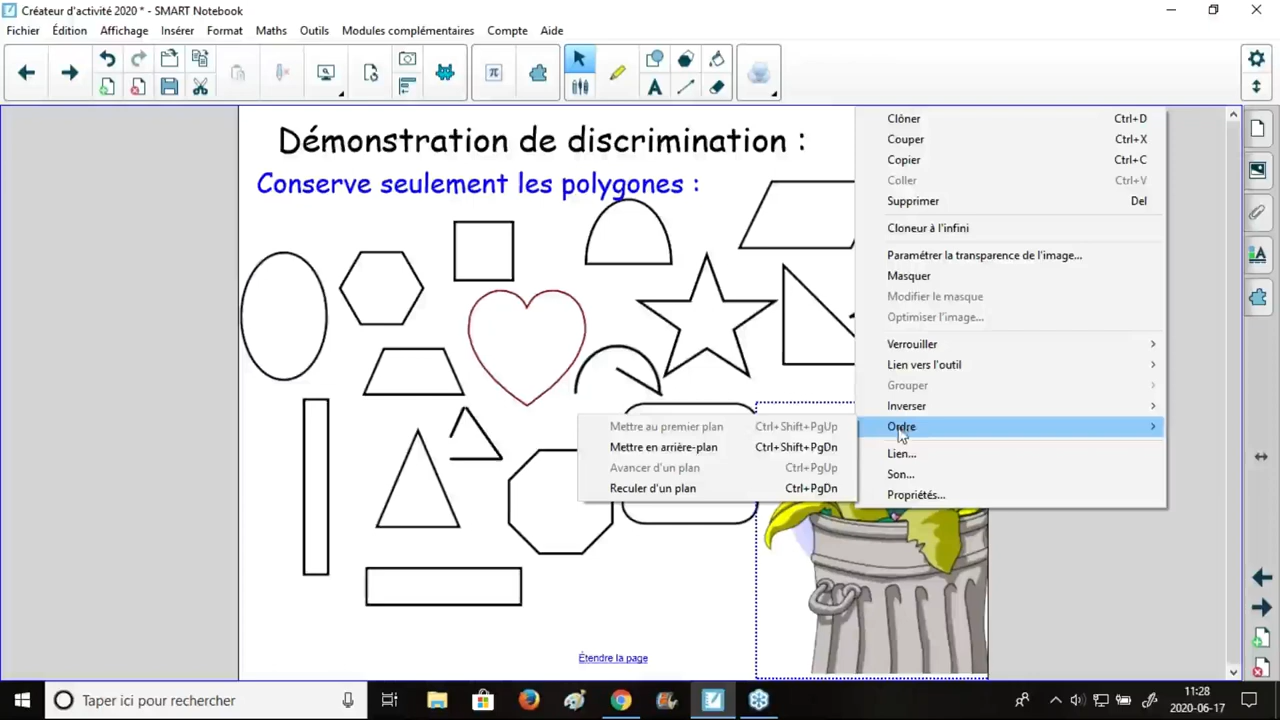 Créateur d'activité 2020 * - SMART Notebook
Fichier Édition Affichage Insérer Format Maths Outils Modules complémentaires Compte Aide
Démonstration de discrimination :
Conserve seulement les polygones :
Clôner Ctrl+D
Couper Ctrl+X
Copier Ctrl+C
Coller Ctrl+V
Supprimer Del
Cloneur à l'infini
Paramétrer la transparence de l'image...
Masquer
Modifier le masque
Optimiser l'image...
Verrouiller
Lien vers l'outil
Grouper
Inverser
Ordre
Lien...
Son...
Propriétés...
Mettre au premier plan Ctrl+Shift+PgUp
Mettre en arrière-plan Ctrl+Shift+PgDn
Avancer d'un plan Ctrl+PgUp
Reculer d'un plan Ctrl+PgDn
Étendre la page
Taper ici pour rechercher
11:28
2020-06-17